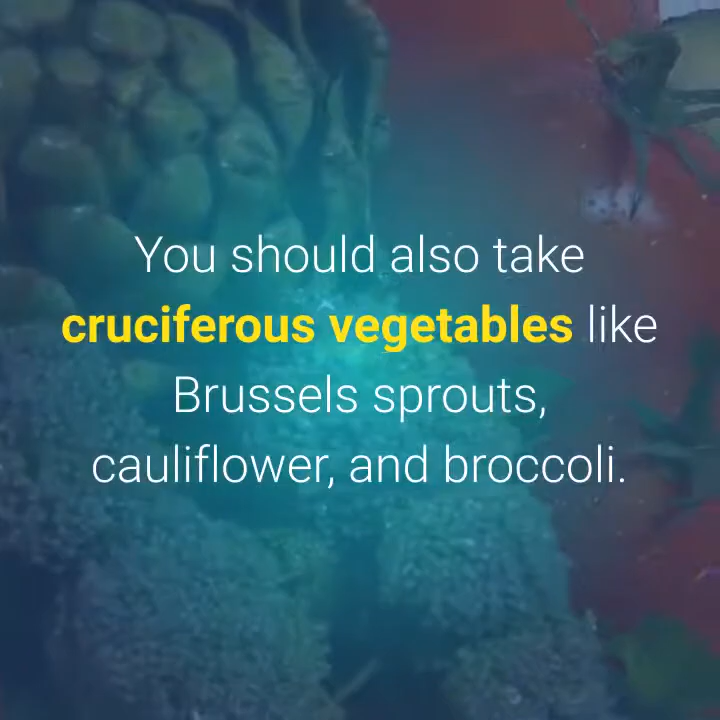 You should also take
cruciferous vegetables like
Brussels sprouts,
cauliflower, and broccoli.